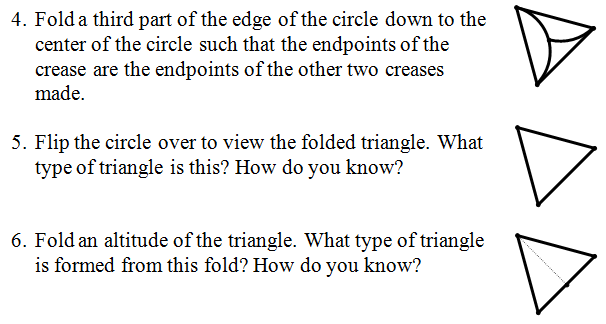 4. Fold a third part of the edge of the circle down to the
center of the circle such that the endpoints of the
crease are the endpoints of the other two creases
made.
5. Flip the circle over to view the folded triangle. What
type of triangle is this? How do you know?
6. Fold an altitude of the triangle. What type of triangle
is formed from this fold? How do you know?